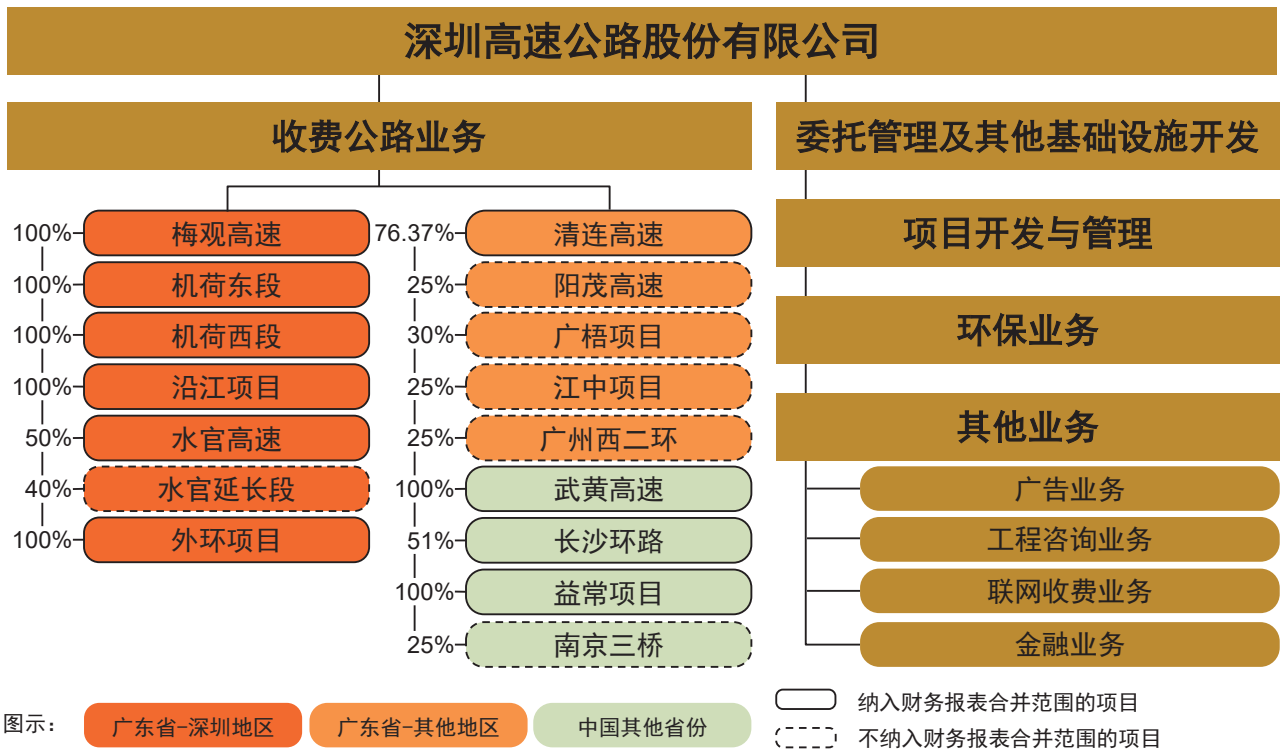 深圳高速公路股份有限公司
收费公路业务
100%
梅观高速
100%
机荷东段
100%
机荷西段
100%
沿江项目
50%
水官高速
40%
水官延长段
100%
外环项目
76.37%
清连高速
25%
阳茂高速
30%
广梧项目
25%
江中项目
25%
广州西二环
100%
武黄高速
51%
长沙环路
100%
益常项目
25%
南京三桥
委托管理及其他基础设施开发
项目开发与管理
环保业务
其他业务
广告业务
工程咨询业务
联网收费业务
金融业务
图示：
广东省-深圳地区
广东省-其他地区
中国其他省份
纳入财务报表合并范围的项目
不纳入财务报表合并范围的项目